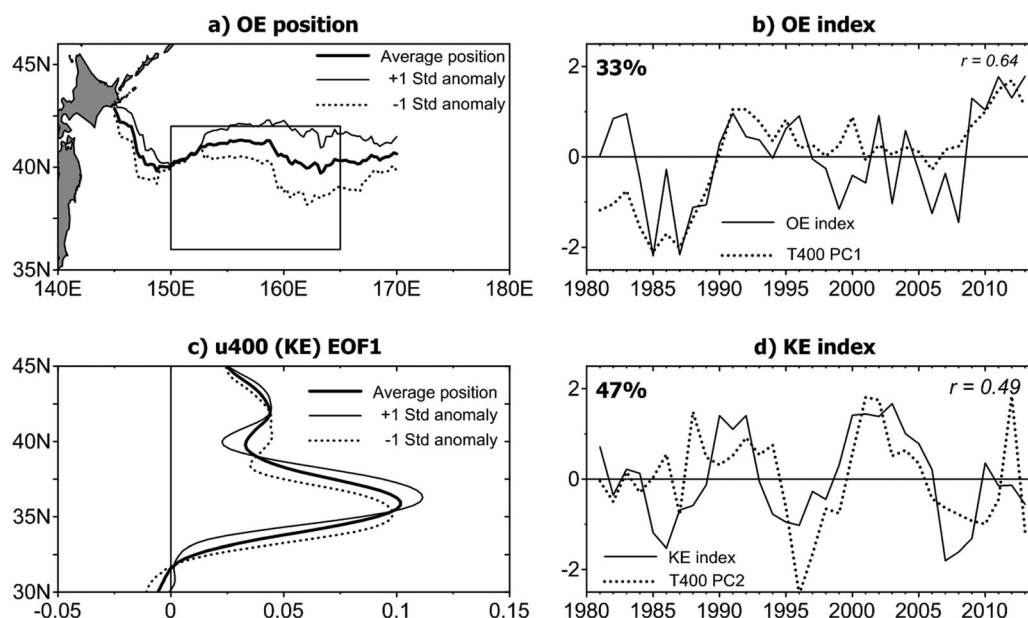 a) OE position
45N
40N
35N
140E
150E
160E
170E
180E
Average position
+1 Std anomaly
-1 Std anomaly
b) OE index
33%
r = 0.64
2
0
-2
OE index
T400 PC1
1980
1985
1990
1995
2000
2005
2010
c) u400 (KE) EOF1
45N
40N
35N
30N
-0.05
0
0.05
0.1
0.15
Average position
+1 Std anomaly
-1 Std anomaly
d) KE index
47%
r = 0.49
2
0
-2
KE index
T400 PC2
1980
1985
1990
1995
2000
2005
2010